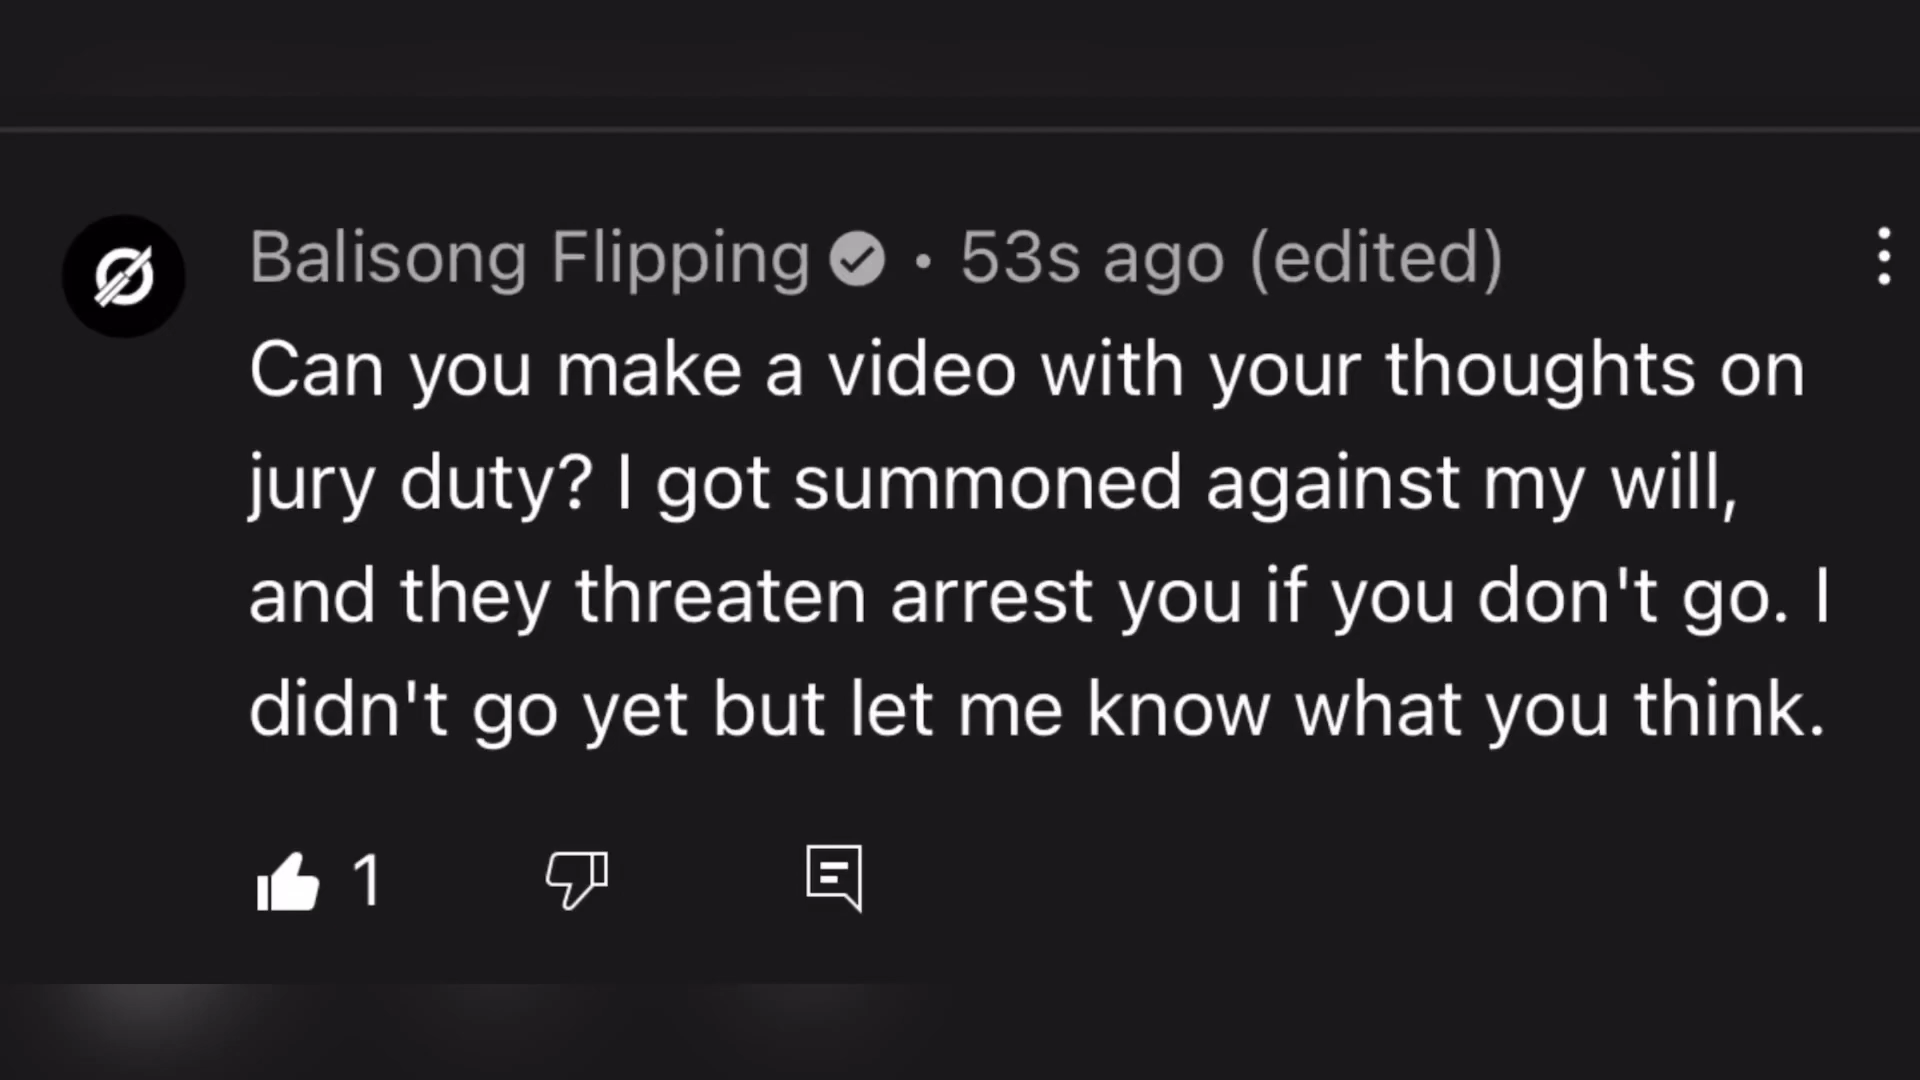 Balisong Flipping • 53s ago (edited)
Can you make a video with your thoughts on
jury duty? I got summoned against my will,
and they threaten arrest you if you don't go. I
didn't go yet but let me know what you think.
1